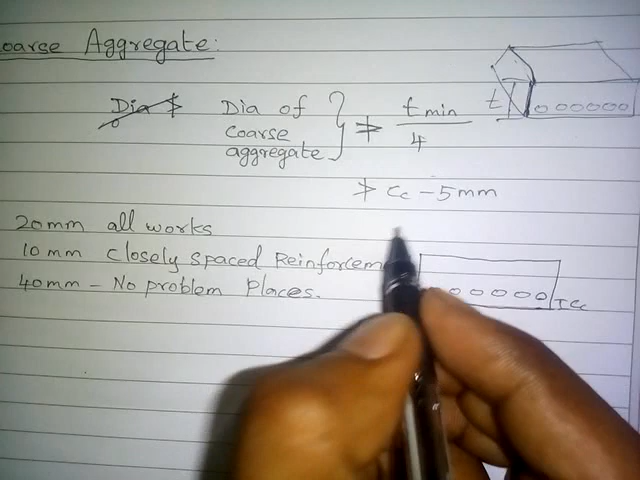 Coarse Aggregate:
Dia ≯
Dia of coarse aggregate } ≯ tmin/4
t
≯ Cc - 5mm
20mm all works
10mm Closely Spaced Reinforcem
40mm - No problem Places.
Cc